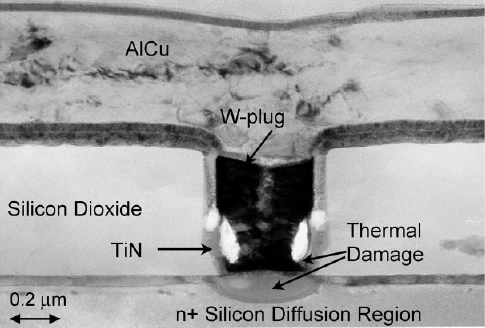 AlCu
W-plug
Silicon Dioxide
Thermal
Damage
TiN
0.2 µm
n+ Silicon Diffusion Region